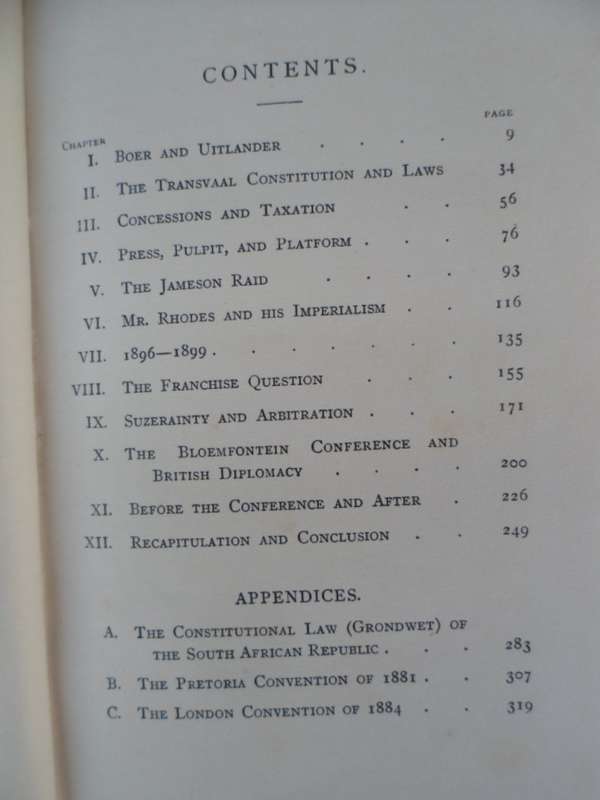 CONTENTS.
CHAPTER PAGE
I. BOER AND UITLANDER . . . . 9
II. THE TRANSVAAL CONSTITUTION AND LAWS 34
III. CONCESSIONS AND TAXATION . . 56
IV. PRESS, PULPIT, AND PLATFORM . . . 76
V. THE JAMESON RAID . . . . 93
VI. MR. RHODES AND HIS IMPERIALISM . . 116
VII. 1896—1899 . . . . . . 135
VIII. THE FRANCHISE QUESTION . . . 155
IX. SUZERAINTY AND ARBITRATION . . . 171
X. THE BLOEMFONTEIN CONFERENCE AND
BRITISH DIPLOMACY . . . . 200
XI. BEFORE THE CONFERENCE AND AFTER . 226
XII. RECAPITULATION AND CONCLUSION . . 249
APPENDICES.
A. THE CONSTITUTIONAL LAW (GRONDWET) OF
THE SOUTH AFRICAN REPUBLIC . . . 283
B. THE PRETORIA CONVENTION OF 1881 . . 307
C. THE LONDON CONVENTION OF 1884 . . 319